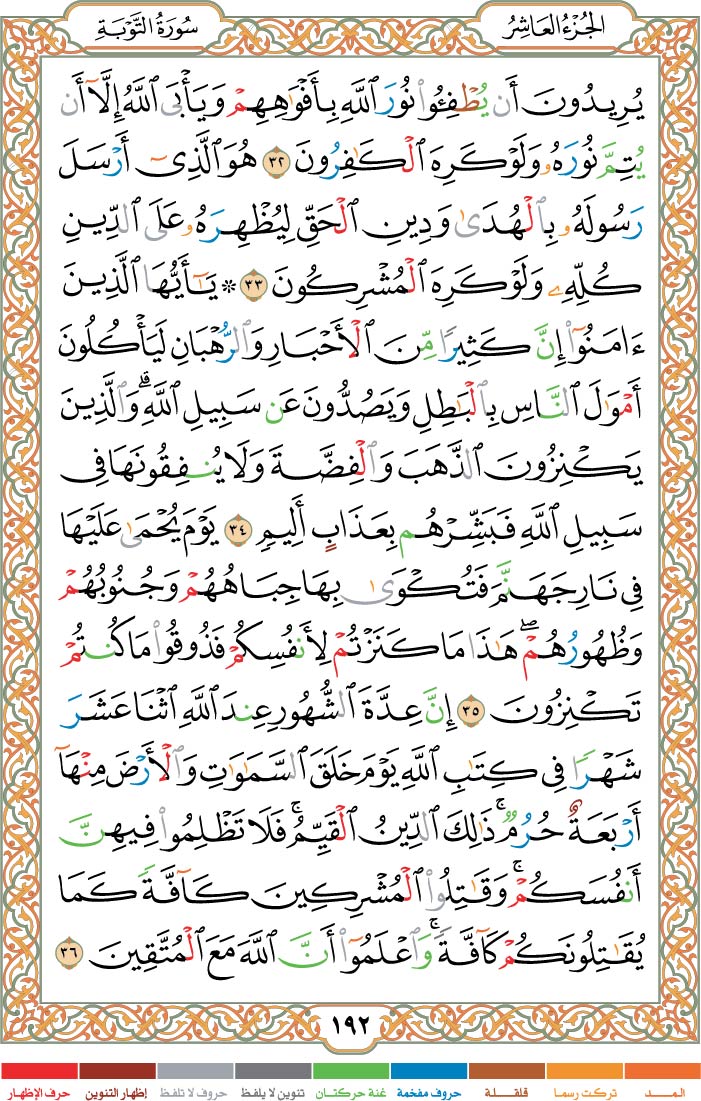 الجُزْءُ العَاشِرُ
سُورَةُ التَّوْبَةِ
يُرِيدُونَ أَن يُطْفِـُٔوا۟ نُورَ ٱللَّهِ بِأَفْوَٰهِهِمْ وَيَأْبَى ٱللَّهُ إِلَّآ أَن
يُتِمَّ نُورَهُۥ وَلَوْ كَرِهَ ٱلْكَٰفِرُونَ ٣٢ هُوَ ٱلَّذِىٓ أَرْسَلَ
رَسُولَهُۥ بِٱلْهُدَىٰ وَدِينِ ٱلْحَقِّ لِيُظْهِرَهُۥ عَلَى ٱلدِّينِ
كُلِّهِۦ وَلَوْ كَرِهَ ٱلْمُشْرِكُونَ ٣٣ ۞ يَٰٓأَيُّهَا ٱلَّذِينَ
ءَامَنُوٓا۟ إِنَّ كَثِيرًا مِّنَ ٱلْأَحْبَارِ وَٱلرُّهْبَانِ لَيَأْكُلُونَ
أَمْوَٰلَ ٱلنَّاسِ بِٱلْبَٰطِلِ وَيَصُدُّونَ عَن سَبِيلِ ٱللَّهِ ۗ وَٱلَّذِينَ
يَكْنِزُونَ ٱلذَّهَبَ وَٱلْفِضَّةَ وَلَا يُنفِقُونَهَا فِى
سَبِيلِ ٱللَّهِ فَبَشِّرْهُم بِعَذَابٍ أَلِيمٍ ٣٤ يَوْمَ يُحْمَىٰ عَلَيْهَا
فِى نَارِ جَهَنَّمَ فَتُكْوَىٰ بِهَا جِبَاهُهُمْ وَجُنُوبُهُمْ
وَظُهُورُهُمْ ۖ هَٰذَا مَا كَنَزْتُمْ لِأَنفُسِكُمْ فَذُوقُوا۟ مَا كُنتُمْ
تَكْنِزُونَ ٣٥ إِنَّ عِدَّةَ ٱلشُّهُورِ عِندَ ٱللَّهِ ٱثْنَا عَشَرَ
شَهْرًا فِى كِتَٰبِ ٱللَّهِ يَوْمَ خَلَقَ ٱلسَّمَٰوَٰتِ وَٱلْأَرْضَ مِنْهَآ
أَرْبَعَةٌ حُرُمٌ ۚ ذَٰلِكَ ٱلدِّينُ ٱلْقَيِّمُ ۚ فَلَا تَظْلِمُوا۟ فِيهِنَّ
أَنفُسَكُمْ ۚ وَقَٰتِلُوا۟ ٱلْمُشْرِكِينَ كَآفَّةً كَمَا
يُقَٰتِلُونَكُمْ كَآفَّةً ۚ وَٱعْلَمُوٓا۟ أَنَّ ٱللَّهَ مَعَ ٱلْمُتَّقِينَ ٣٦
١٩٢
المـــد تركت رسما قلقـلة حروف مفخمة غنة حركتان تنوين لا يلفظ حروف لا تلفظ إظهار التنوين حرف الإظهار